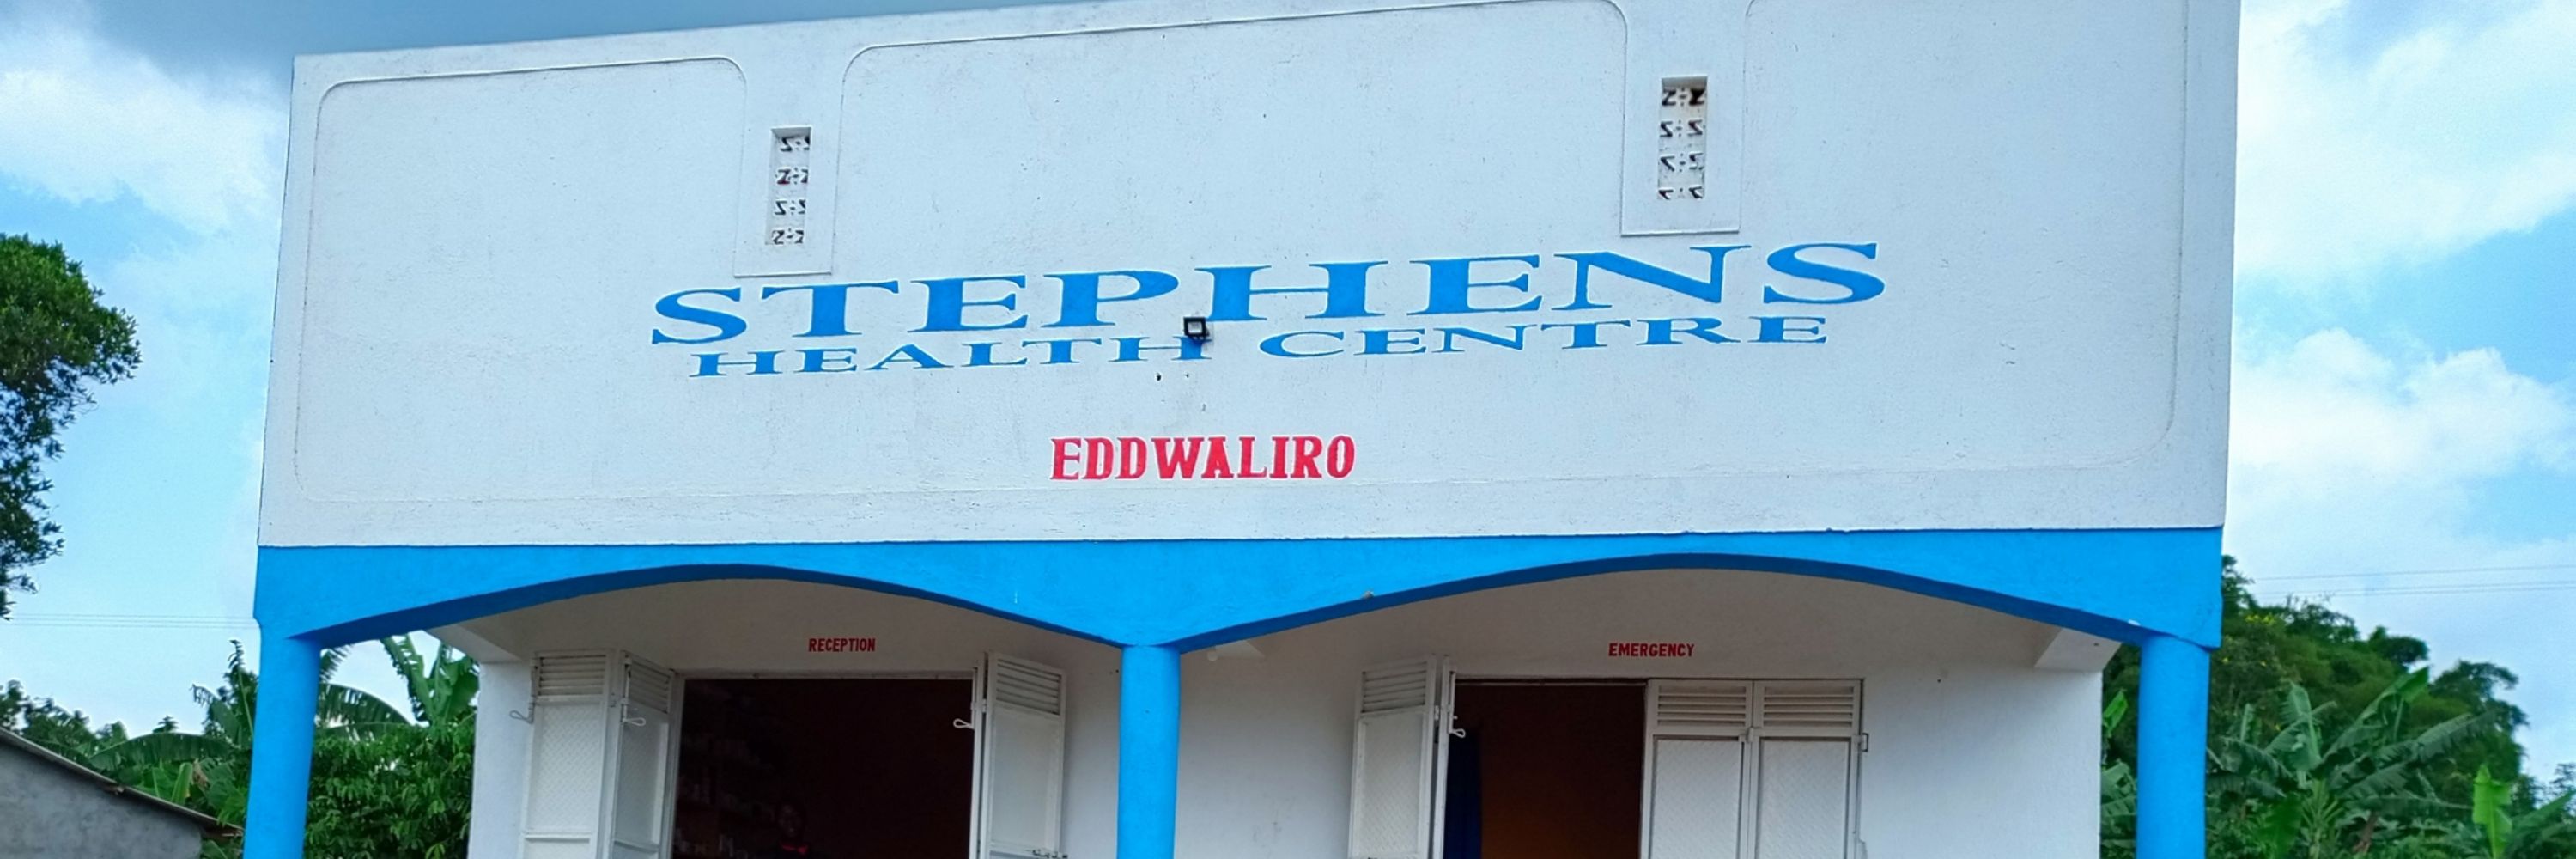 STEPHENS
HEALTH CENTRE
EDDWALIRO
RECEPTION
EMERGENCY